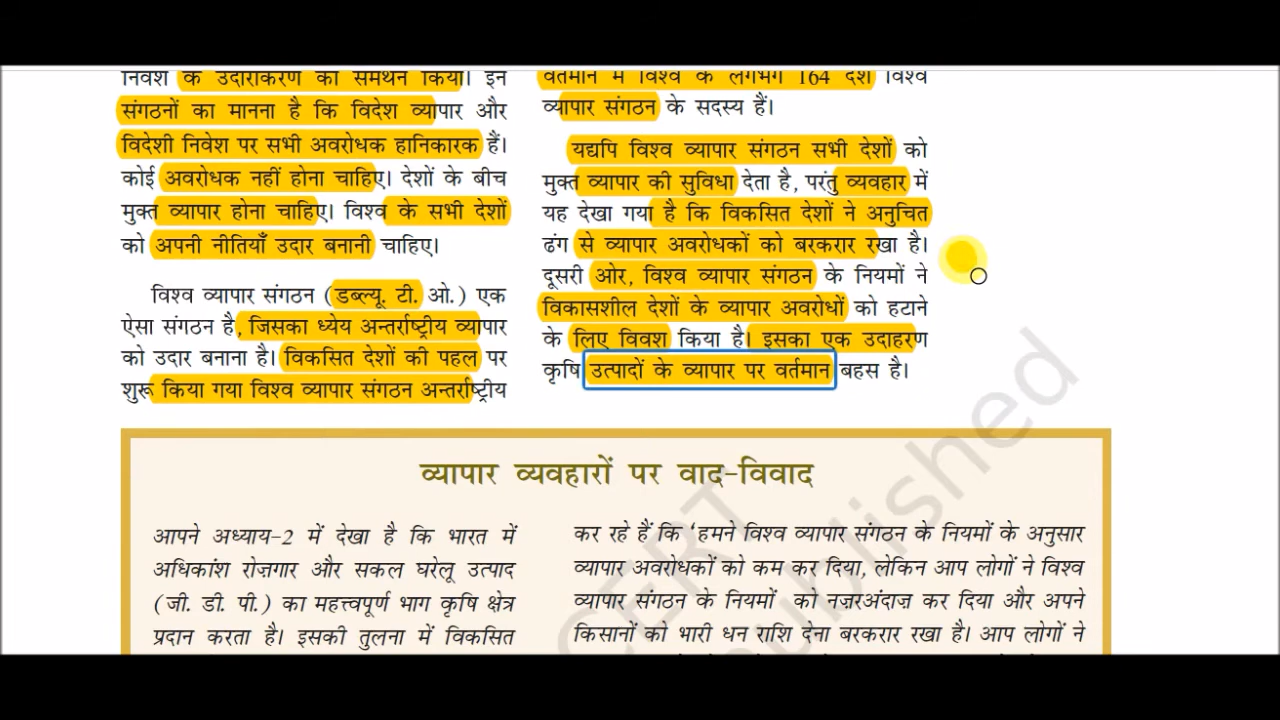 निवेश के उदारीकरण का समर्थन किया। इन
संगठनों का मानना है कि विदेश व्यापार और
विदेशी निवेश पर सभी अवरोधक हानिकारक हैं।
कोई अवरोधक नहीं होना चाहिए। देशों के बीच
मुक्त व्यापार होना चाहिए। विश्व के सभी देशों
को अपनी नीतियाँ उदार बनानी चाहिए।
विश्व व्यापार संगठन (डब्ल्यू. टी. ओ.) एक
ऐसा संगठन है, जिसका ध्येय अन्तर्राष्ट्रीय व्यापार
को उदार बनाना है। विकसित देशों की पहल पर
शुरू किया गया विश्व व्यापार संगठन अन्तर्राष्ट्रीय
वर्तमान में विश्व के लगभग 164 देश विश्व
व्यापार संगठन के सदस्य हैं।
यद्यपि विश्व व्यापार संगठन सभी देशों को
मुक्त व्यापार की सुविधा देता है, परंतु व्यवहार में
यह देखा गया है कि विकसित देशों ने अनुचित
ढंग से व्यापार अवरोधकों को बरकरार रखा है।
दूसरी ओर, विश्व व्यापार संगठन के नियमों ने
विकासशील देशों के व्यापार अवरोधों को हटाने
के लिए विवश किया है। इसका एक उदाहरण
कृषि उत्पादों के व्यापार पर वर्तमान बहस है।
व्यापार व्यवहारों पर वाद-विवाद
आपने अध्याय-2 में देखा है कि भारत में
अधिकांश रोज़गार और सकल घरेलू उत्पाद
(जी. डी. पी.) का महत्त्वपूर्ण भाग कृषि क्षेत्र
प्रदान करता है। इसकी तुलना में विकसित
कर रहे हैं कि 'हमने विश्व व्यापार संगठन के नियमों के अनुसार
व्यापार अवरोधकों को कम कर दिया, लेकिन आप लोगों ने विश्व
व्यापार संगठन के नियमों को नज़रअंदाज़ कर दिया और अपने
किसानों को भारी धन राशि देना बरकरार रखा है। आप लोगों ने